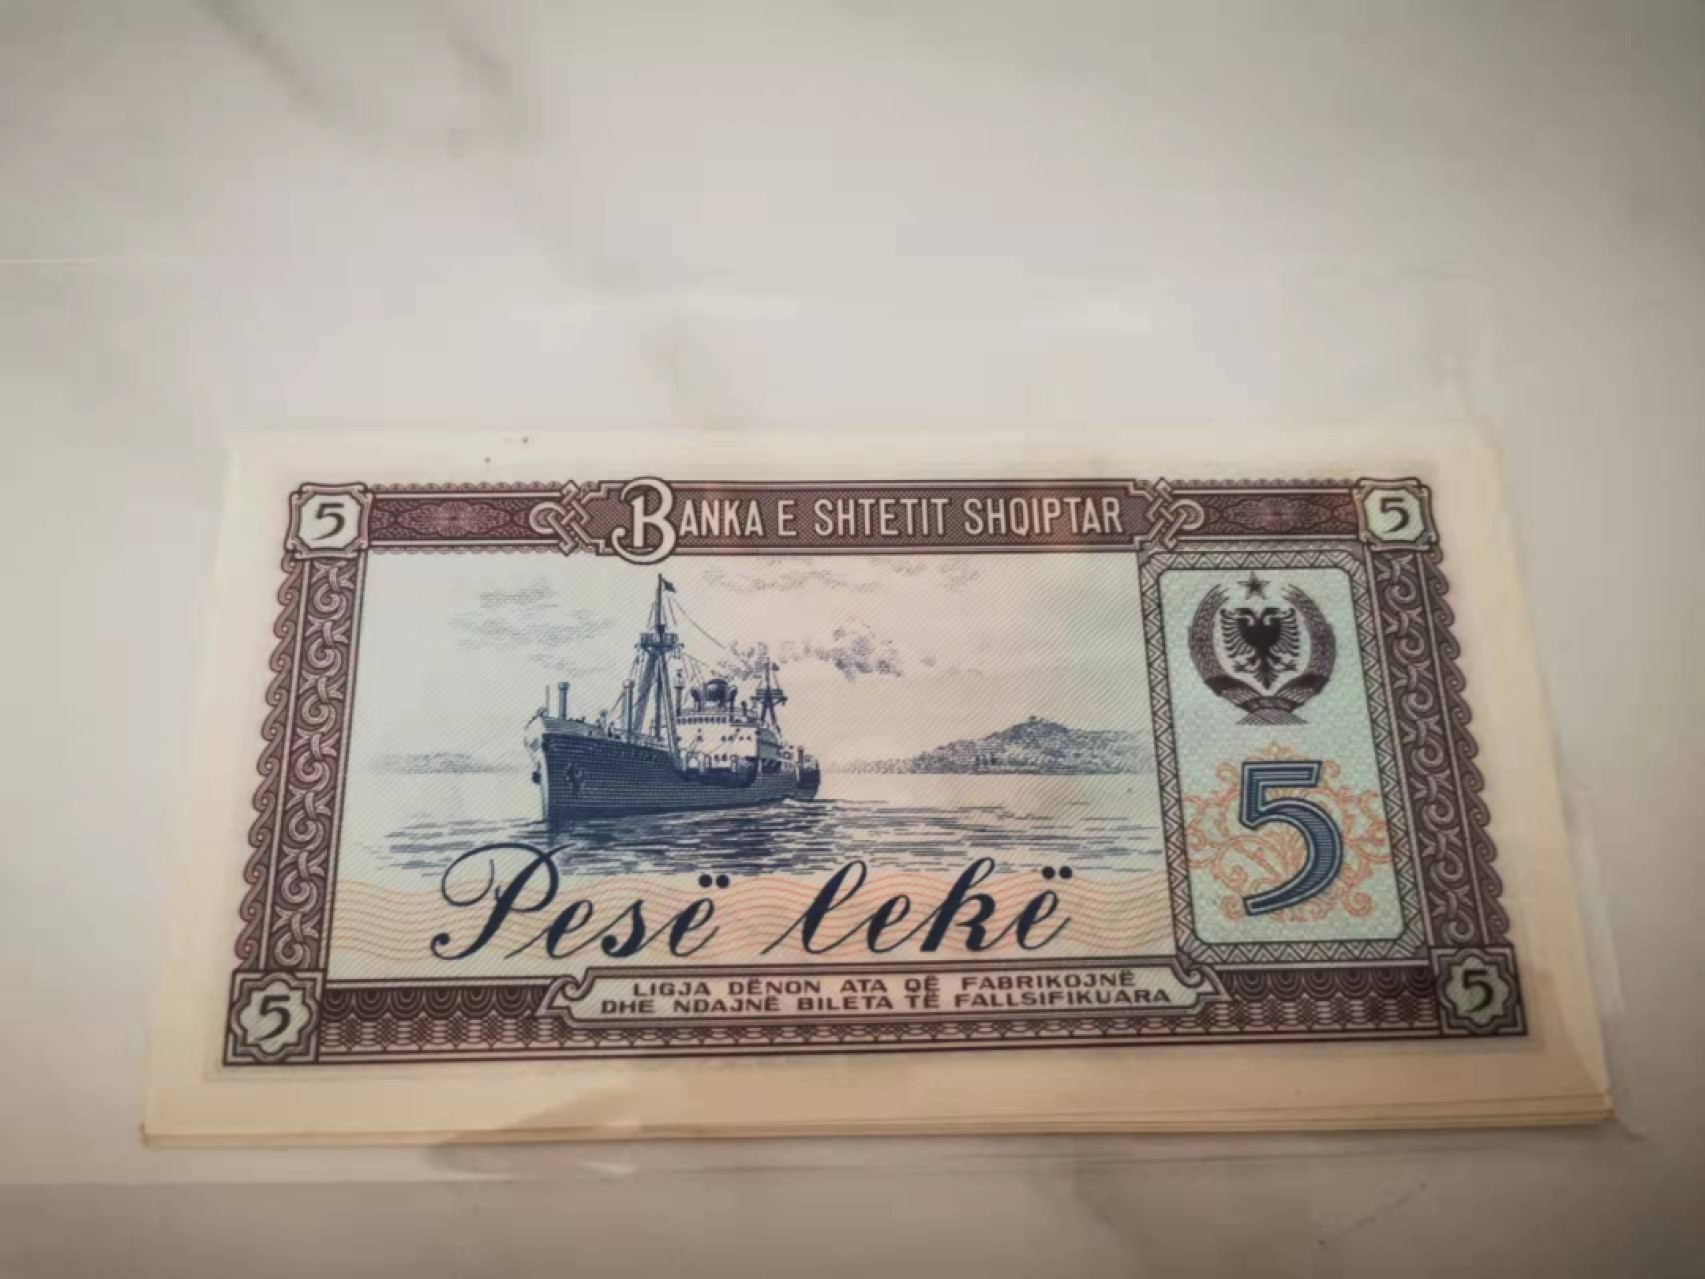 5 BANKA E SHTETIT SHQIPTAR 5
5
Pesë lekë
5 LIGJA DËNON ATA QË FABRIKOJNË 5
DHE NDAJNË BILETA TË FALLSIFIKUARA